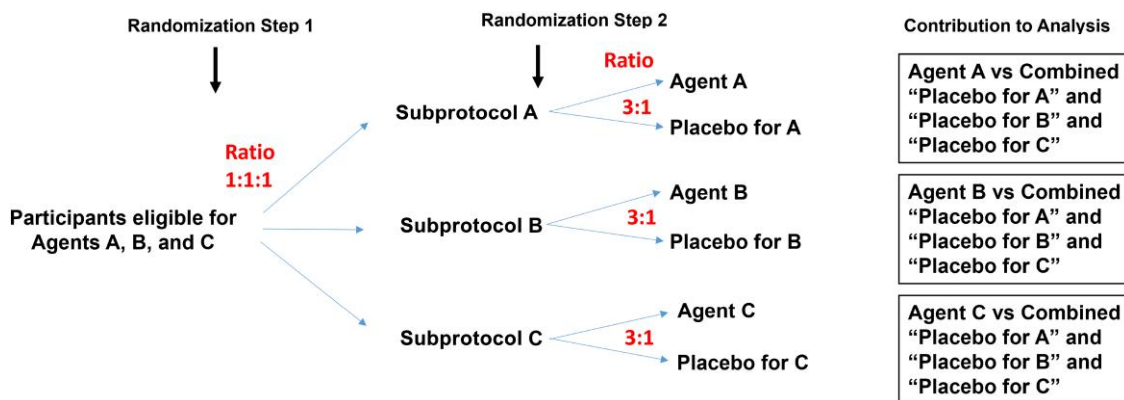 Randomization Step 1
Randomization Step 2
Contribution to Analysis
Ratio
1:1:1
Participants eligible for
Agents A, B, and C
Subprotocol A
Ratio
3:1
Agent A
Placebo for A
Agent A vs Combined
“Placebo for A” and
“Placebo for B” and
“Placebo for C”
Subprotocol B
3:1
Agent B
Placebo for B
Agent B vs Combined
“Placebo for A” and
“Placebo for B” and
“Placebo for C”
Subprotocol C
3:1
Agent C
Placebo for C
Agent C vs Combined
“Placebo for A” and
“Placebo for B” and
“Placebo for C”